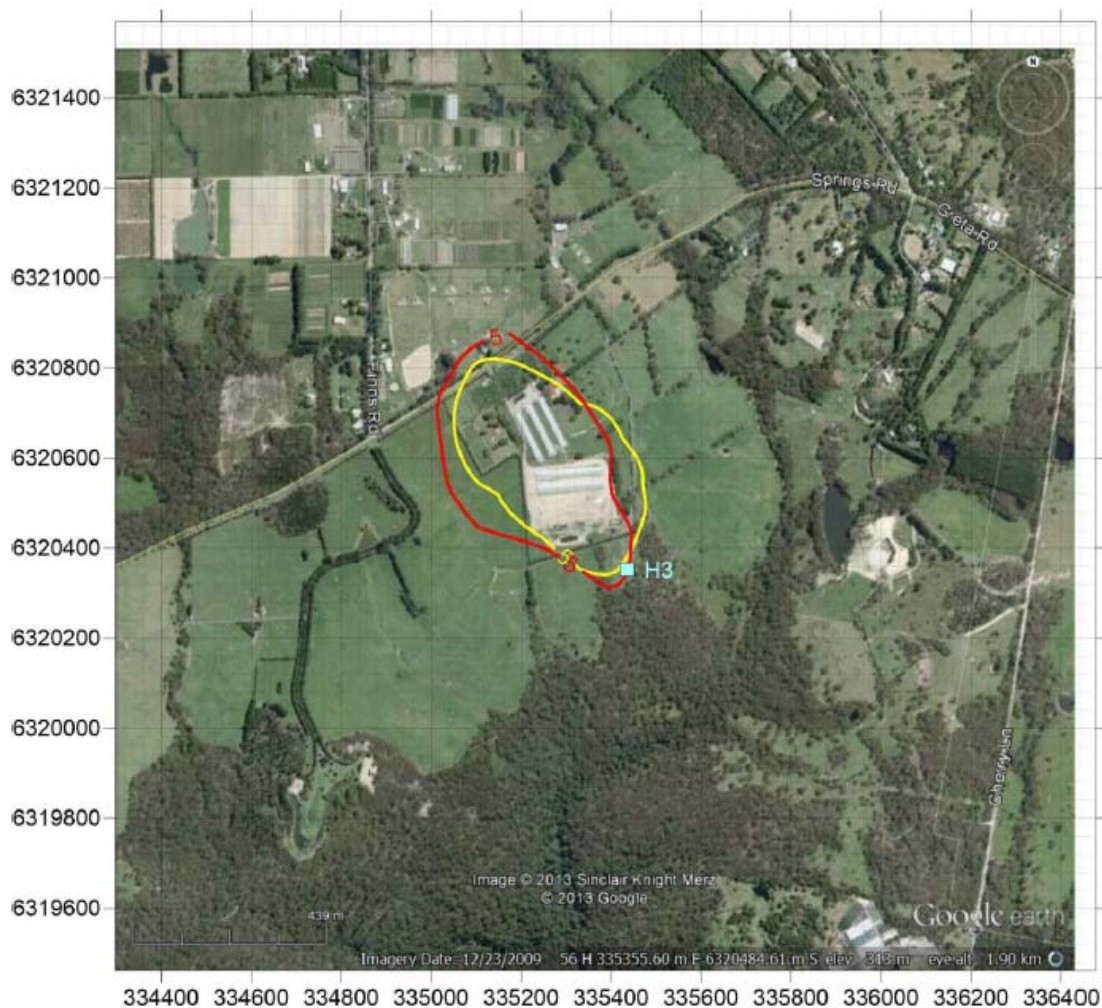 N
6321400
6321200
Springs Rd
Greta Rd
6321000
5
6320800
Finns Rd
6320600
6320400
5
5
H3
6320200
6320000
Cherry Ln
6319800
Image © 2013 Sinclair Knight Merz
© 2013 Google
6319600
439 m
Google earth
Imagery Date: 12/23/2009 56 H 335355.60 m E 6320484.61 m S elev 313 m eye alt 1.90 km
334400 334600 334800 335000 335200 335400 335600 335800 336000 336200 336400